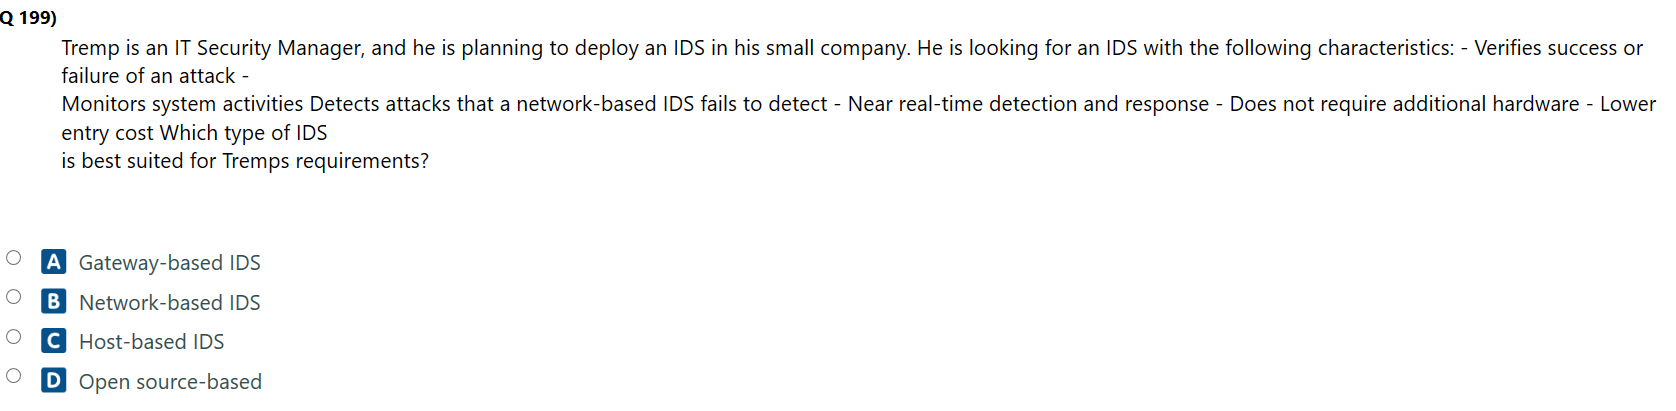 Q 199)
Tremp is an IT Security Manager, and he is planning to deploy an IDS in his small company. He is looking for an IDS with the following characteristics: - Verifies success or
failure of an attack -
Monitors system activities Detects attacks that a network-based IDS fails to detect - Near real-time detection and response - Does not require additional hardware - Lower
entry cost Which type of IDS
is best suited for Tremps requirements?
A Gateway-based IDS
B Network-based IDS
C Host-based IDS
D Open source-based